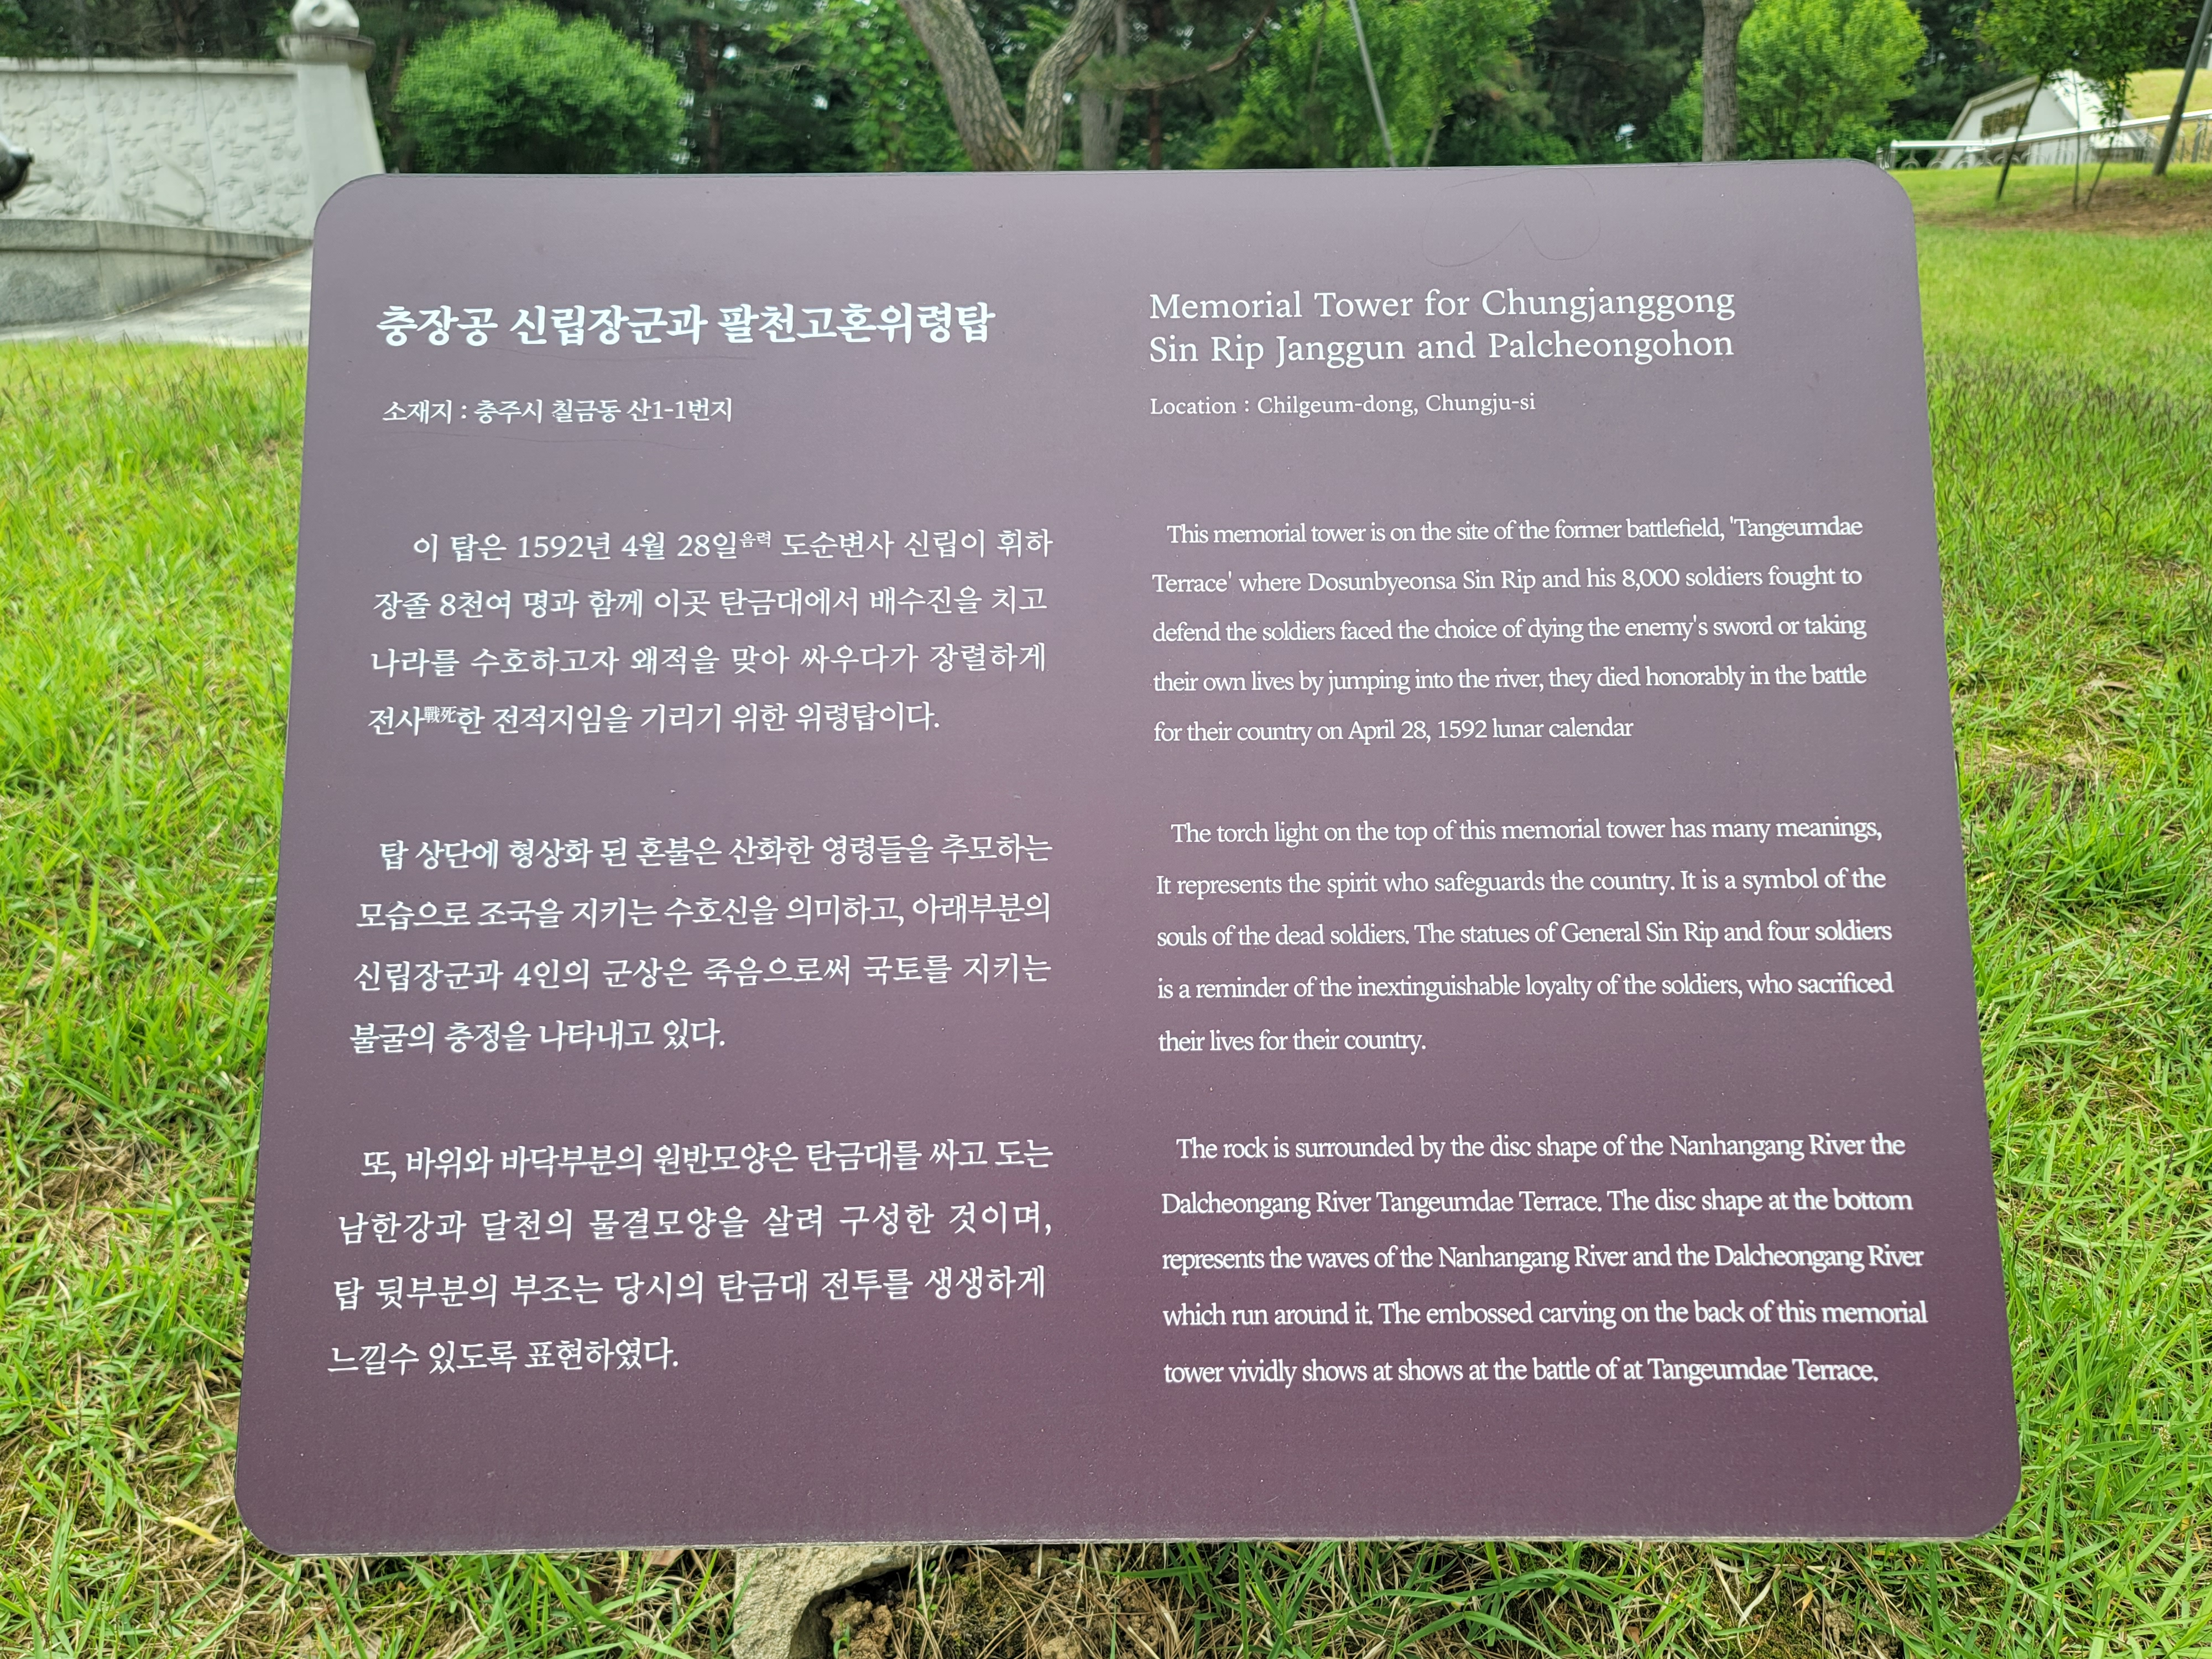 충장공 신립장군과 팔천고혼위령탑
소재지 : 충주시 칠금동 산1-1번지
이 탑은 1592년 4월 28일음력 도순변사 신립이 휘하
장졸 8천여 명과 함께 이곳 탄금대에서 배수진을 치고
나라를 수호하고자 왜적을 맞아 싸우다가 장렬하게
전사戰死한 전적지임을 기리기 위한 위령탑이다.
탑 상단에 형상화 된 혼불은 산화한 영령들을 추모하는
모습으로 조국을 지키는 수호신을 의미하고, 아래부분의
신립장군과 4인의 군상은 죽음으로써 국토를 지키는
불굴의 충정을 나타내고 있다.
또, 바위와 바닥부분의 원반모양은 탄금대를 싸고 도는
남한강과 달천의 물결모양을 살려 구성한 것이며,
탑 뒷부분의 부조는 당시의 탄금대 전투를 생생하게
느낄수 있도록 표현하였다.
Memorial Tower for Chungjanggong
Sin Rip Janggun and Palcheongohon
Location : Chilgeum-dong, Chungju-si
This memorial tower is on the site of the former battlefield, 'Tangeumdae
Terrace' where Dosunbyeonsa Sin Rip and his 8,000 soldiers fought to
defend the soldiers faced the choice of dying the enemy's sword or taking
their own lives by jumping into the river, they died honorably in the battle
for their country on April 28, 1592 lunar calendar
The torch light on the top of this memorial tower has many meanings,
It represents the spirit who safeguards the country. It is a symbol of the
souls of the dead soldiers. The statues of General Sin Rip and four soldiers
is a reminder of the inextinguishable loyalty of the soldiers, who sacrificed
their lives for their country.
The rock is surrounded by the disc shape of the Nanhangang River the
Dalcheongang River Tangeumdae Terrace. The disc shape at the bottom
represents the waves of the Nanhangang River and the Dalcheongang River
which run around it. The embossed carving on the back of this memorial
tower vividly shows at shows at the battle of at Tangeumdae Terrace.